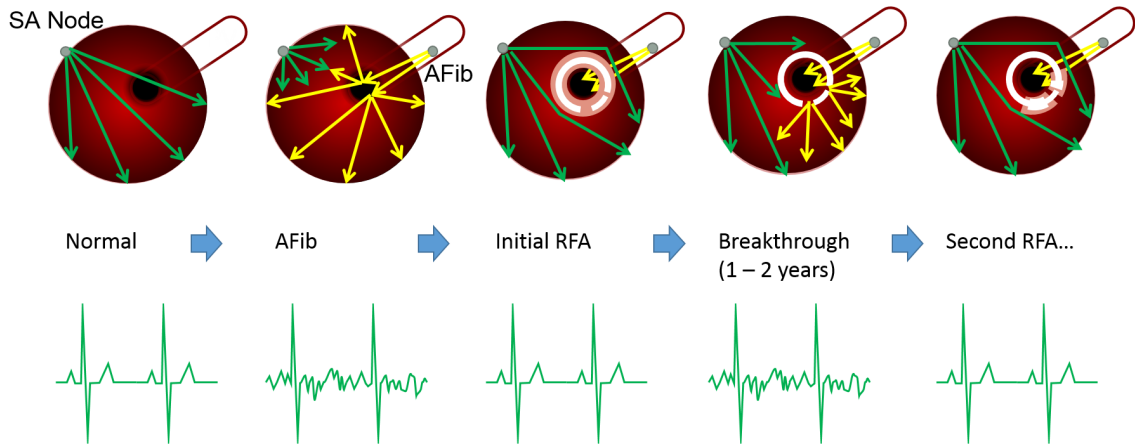 SA Node
AFib
Normal
AFib
Initial RFA
Breakthrough
(1 – 2 years)
Second RFA...